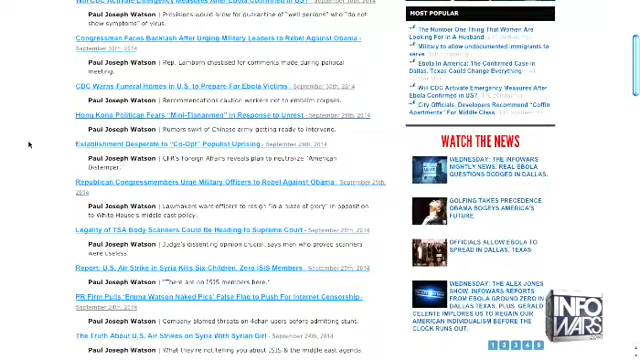 Will CDC Activate Emergency Measures After Ebola Confirmed in US? -
Paul Joseph Watson | Provisions would allow for quarantine of "well persons" who "do not
show symptoms" of virus.
Congressman Faces Backlash After Urging Military Leaders to Rebel Against Obama -
September 30th, 2014
Paul Joseph Watson | Rep. Lamborn chastised for comments made during political
meeting.
CDC Warns Funeral Homes in U.S. to Prepare For Ebola Victims - September 30th, 2014
Paul Joseph Watson | Recommendations caution workers not to embalm corpses.
Hong Kong Politican Fears "Mini-Tiananmen" in Response to Unrest - September 29th, 2014
Paul Joseph Watson | Rumors swirl of Chinese army getting ready to intervene.
Establishment Desperate to "Co-Opt" Populist Uprising - September 29th, 2014
Paul Joseph Watson | CFR's Foreign Affairs reveals plan to neutralize "American
Distemper."
Republican Congressmembers Urge Military Officers to Rebel Against Obama - September 25th,
2014
Paul Joseph Watson | Lawmakers want officers to resign "in a blaze of glory" in opposition
to White House's middle east policy.
Legality of TSA Body Scanners Could Be Heading to Supreme Court - September 25th, 2014
Paul Joseph Watson | Judge's dissenting opinion crucial, says man who proved scanners
were useless.
Report: U.S. Air Strike in Syria Kills Six Children, Zero ISIS Members - September 25th, 2014
Paul Joseph Watson | "There are no ISIS members here."
PR Firm Pulls 'Emma Watson Naked Pics' False Flag to Push For Internet Censorship -
September 24th, 2014
Paul Joseph Watson | Company blamed threats on 4chan users before admitting stunt.
The Truth About U.S. Air Strikes on Syria With Syrian Girl - September 24th, 2014
Paul Joseph Watson | What they're not telling you about ISIS & the middle east agenda.
MOST POPULAR
The Number One Thing That Women Are
Looking For in A Husband
Military to allow undocumented immigrants to
serve
Ebola in America: The Confirmed Case in
Dallas, Texas Could Change Everything
Will CDC Activate Emergency Measures After
Ebola Confirmed in US?
City Officials, Developers Recommend "Coffin
Apartments" For Middle Class
WATCH THE NEWS
WEDNESDAY: THE INFOWARS
NIGHTLY NEWS. REAL EBOLA
QUESTIONS DODGED IN DALLAS.
GOLFING TAKES PRECEDENCE:
OBAMA BOGEYS AMERICA'S
FUTURE.
OFFICIALS ALLOW EBOLA TO
SPREAD IN DALLAS, TEXAS
WEDNESDAY: THE ALEX JONES
SHOW. INFOWARS REPORTS
FROM EBOLA GROUND ZERO IN
DALLAS,TEXAS, PLUS GERALD
CELENTE IMPLORES US TO REGAIN OUR
AMERICAN INDIVIDUALISM BEFORE THE
CLOCK RUNS OUT.
1 2 3 4 5
INFO
WARS
.COM